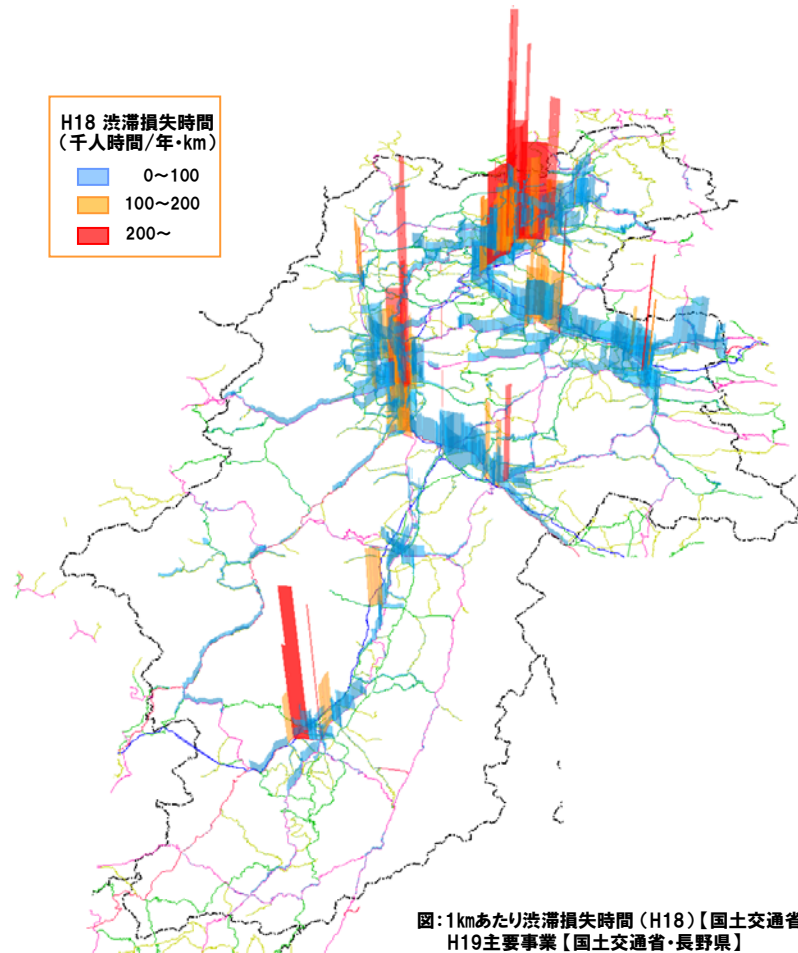 H18 渋滞損失時間
(千人時間/年・km)
0～100
100～200
200～
図：1kmあたり渋滞損失時間（H18）【国土交通省
H19主要事業【国土交通省・長野県】